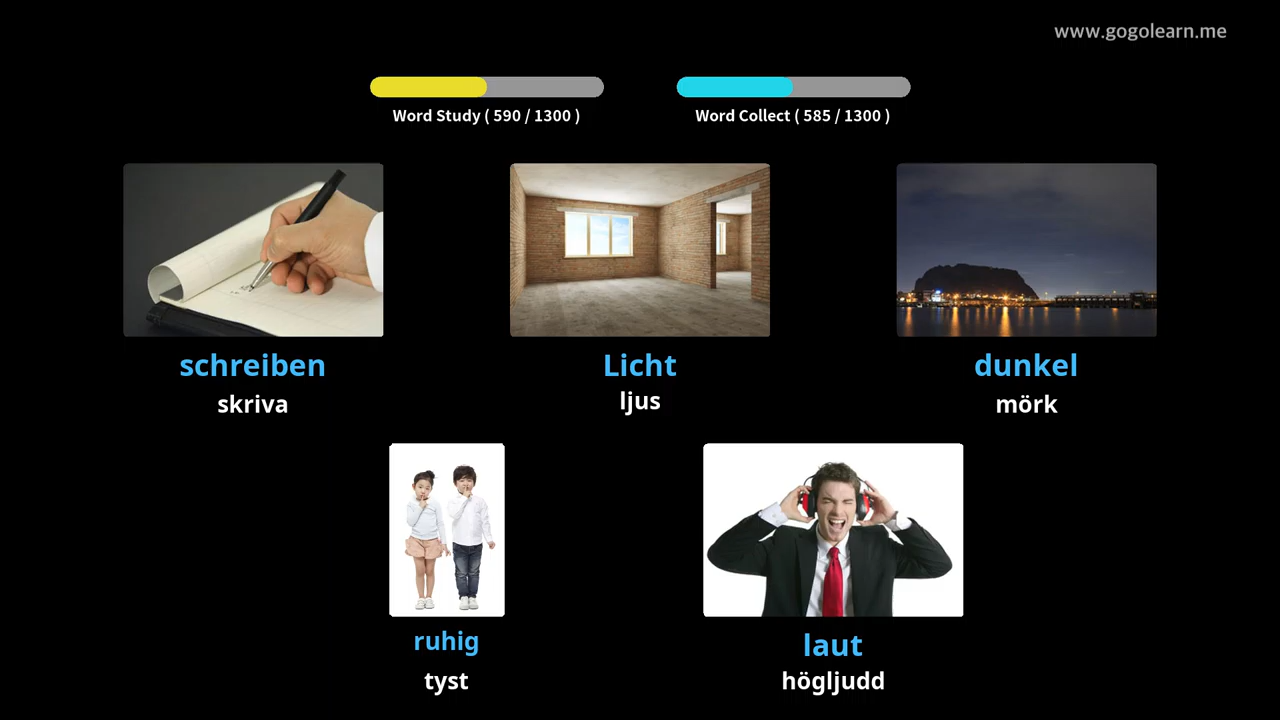 www.gogolearn.me
Word Study ( 590 / 1300 )
Word Collect ( 585 / 1300 )
schreiben
skriva
Licht
ljus
dunkel
mörk
ruhig
tyst
laut
högljudd